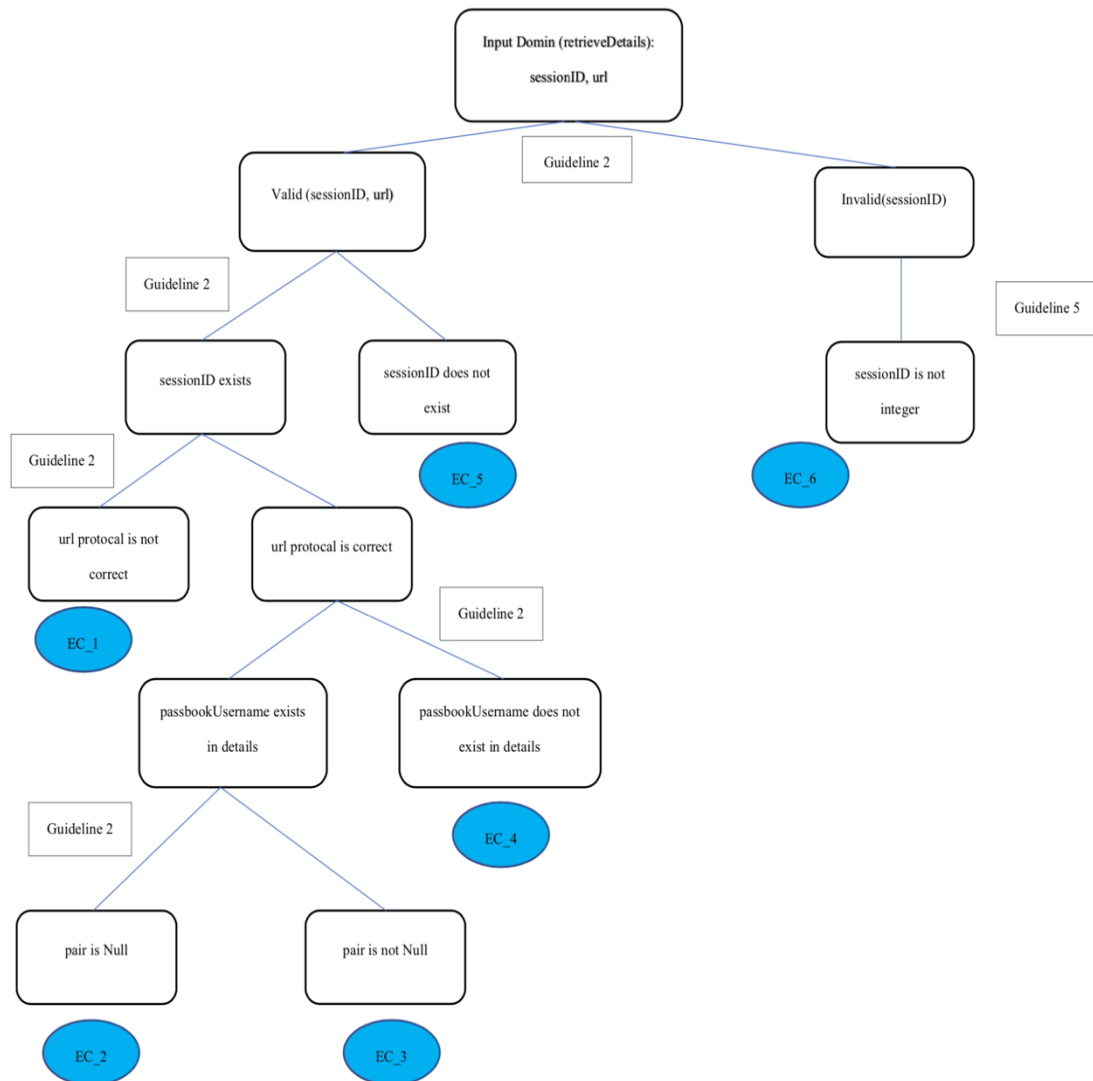 Input Domin (retrieveDetails):
sessionID, url
Guideline 2
Valid (sessionID, url)
Invalid(sessionID)
Guideline 2
Guideline 5
sessionID exists
sessionID does not
exist
sessionID is not
integer
Guideline 2
EC_5
EC_6
url protocal is not
correct
url protocal is correct
EC_1
Guideline 2
passbookUsername exists
in details
passbookUsername does not
exist in details
Guideline 2
EC_4
pair is Null
pair is not Null
EC_2
EC_3